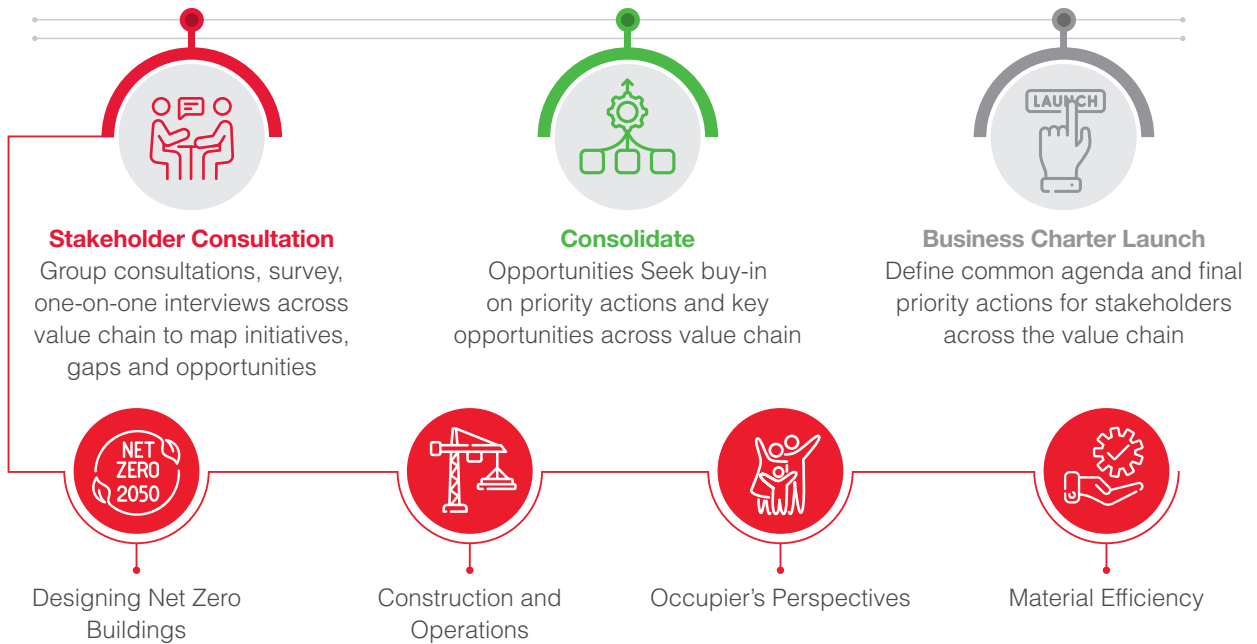 LAUNCH
Stakeholder Consultation
Group consultations, survey,
one-on-one interviews across
value chain to map initiatives,
gaps and opportunities
Consolidate
Opportunities Seek buy-in
on priority actions and key
opportunities across value chain
Business Charter Launch
Define common agenda and final
priority actions for stakeholders
across the value chain
NET
ZERO
2050
Designing Net Zero
Buildings
Construction and
Operations
Occupier's Perspectives
Material Efficiency